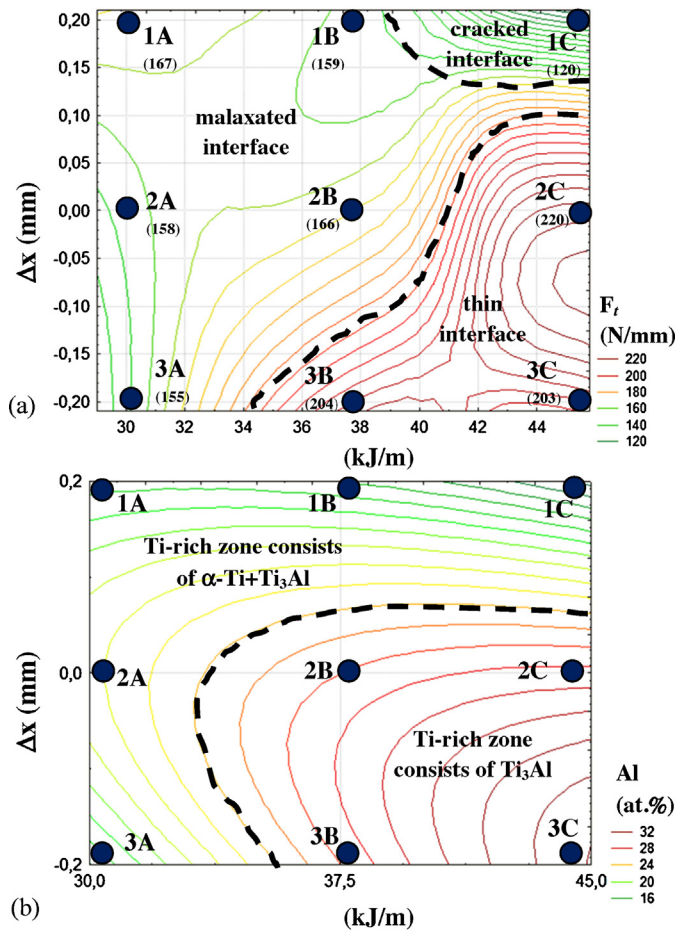 0,20
0,15
0,10
0,05
0,00
-0,05
-0,10
-0,15
-0,20
Δx (mm)
1A
(167)
1B
(159)
cracked
interface
1C
(120)
malaxated
interface
2A
(158)
2B
(166)
2C
(220)
thin
interface
3A
(155)
3B
(204)
3C
(203)
F_t
(N/mm)
220
200
180
160
140
120
(a)
30 32 34 36 38 40 42 44
(kJ/m)
0,2
0,0
-0,2
Δx (mm)
1A 1B 1C
Ti-rich zone consists
of α-Ti+Ti₃Al
2A 2B 2C
Ti-rich zone
consists of Ti₃Al
3A 3B 3C
Al
(at.%)
32
28
24
20
16
(b)
30,0 37,5 45,0
(kJ/m)